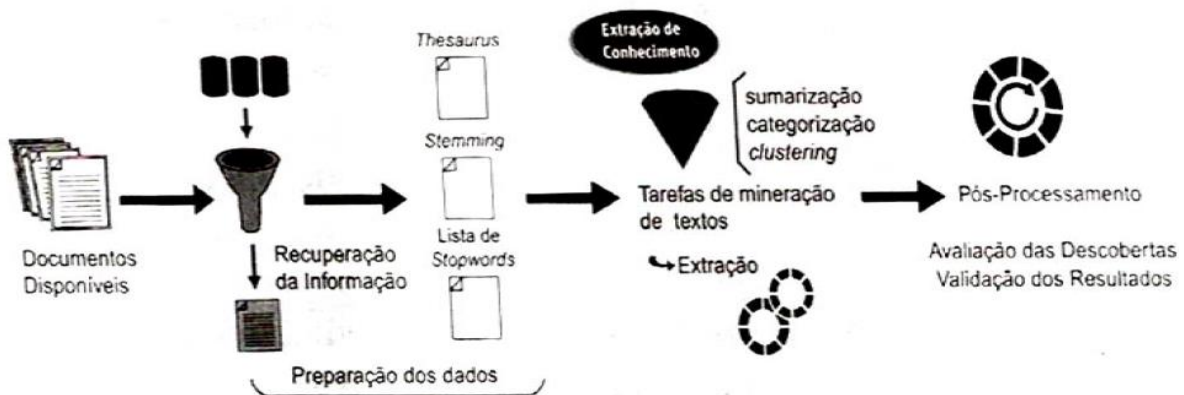 Documentos
Disponíveis
Recuperação
da Informação
Thesaurus
Stemming
Lista de
Stopwords
Preparação dos dados
Extração de
Conhecimento
sumarização
categorização
clustering
Tarefas de mineração
de textos
Extração
Pós-Processamento
Avaliação das Descobertas
Validação dos Resultados